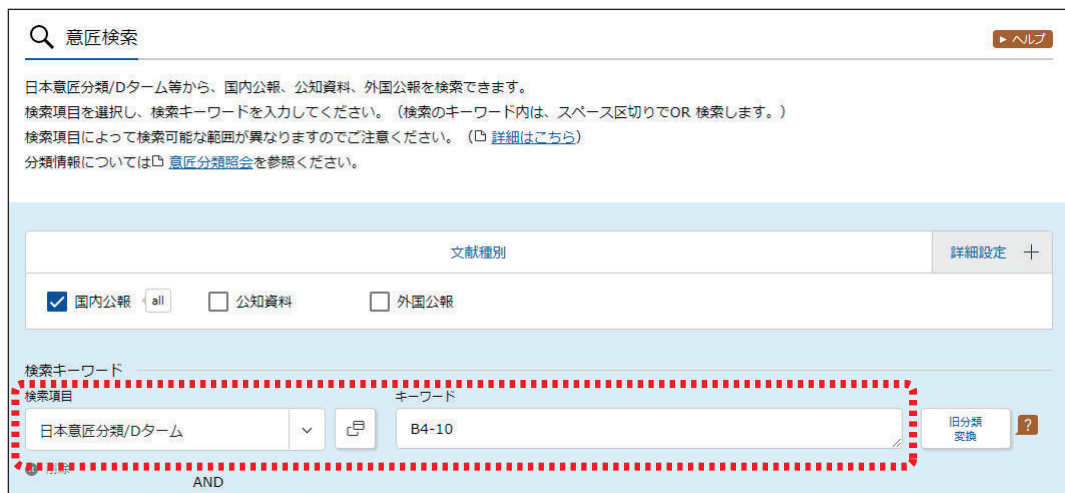 意匠検索
ヘルプ
日本意匠分類/Dターム等から、国内公報、公知資料、外国公報を検索できます。
検索項目を選択し、検索キーワードを入力してください。（検索のキーワード内は、スペース区切りでOR 検索します。）
検索項目によって検索可能な範囲が異なりますのでご注意ください。（詳細はこちら）
分類情報については 意匠分類照会を参照ください。
文献種別
詳細設定 ＋
国内公報 all 公知資料 外国公報
検索キーワード
検索項目 キーワード
日本意匠分類/Dターム B4-10
旧分類
変換
?
削除
AND